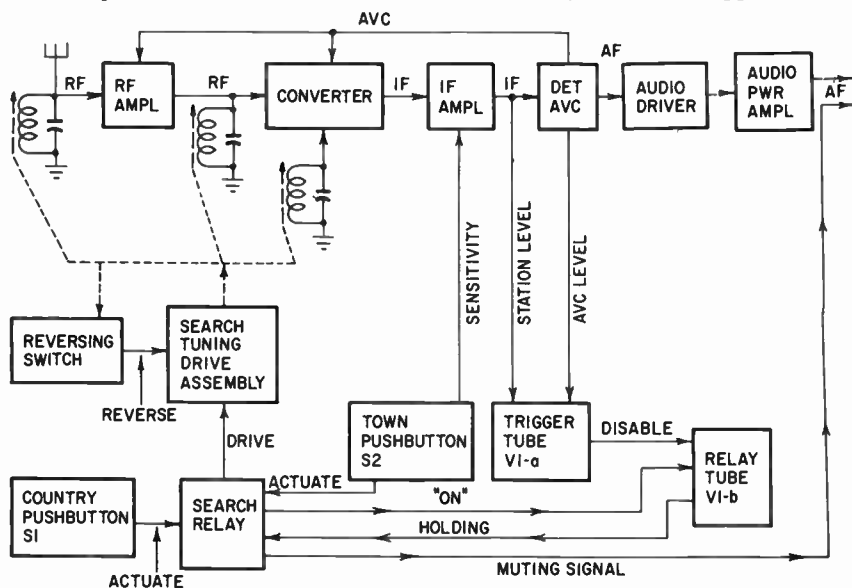 AVC
RF
RF
AMPL
RF
CONVERTER
IF
IF
AMPL
IF
DET
AVC
AF
AUDIO
DRIVER
AUDIO
PWR
AMPL
AF
SENSITIVITY
STATION LEVEL
AVC LEVEL
REVERSING
SWITCH
REVERSE
SEARCH
TUNING
DRIVE
ASSEMBLY
DRIVE
TOWN
PUSHBUTTON
S2
TRIGGER
TUBE
V1-a
DISABLE
RELAY
TUBE
V1-b
COUNTRY
PUSHBUTTON
S1
ACTUATE
SEARCH
RELAY
ACTUATE
"ON"
HOLDING
MUTING SIGNAL